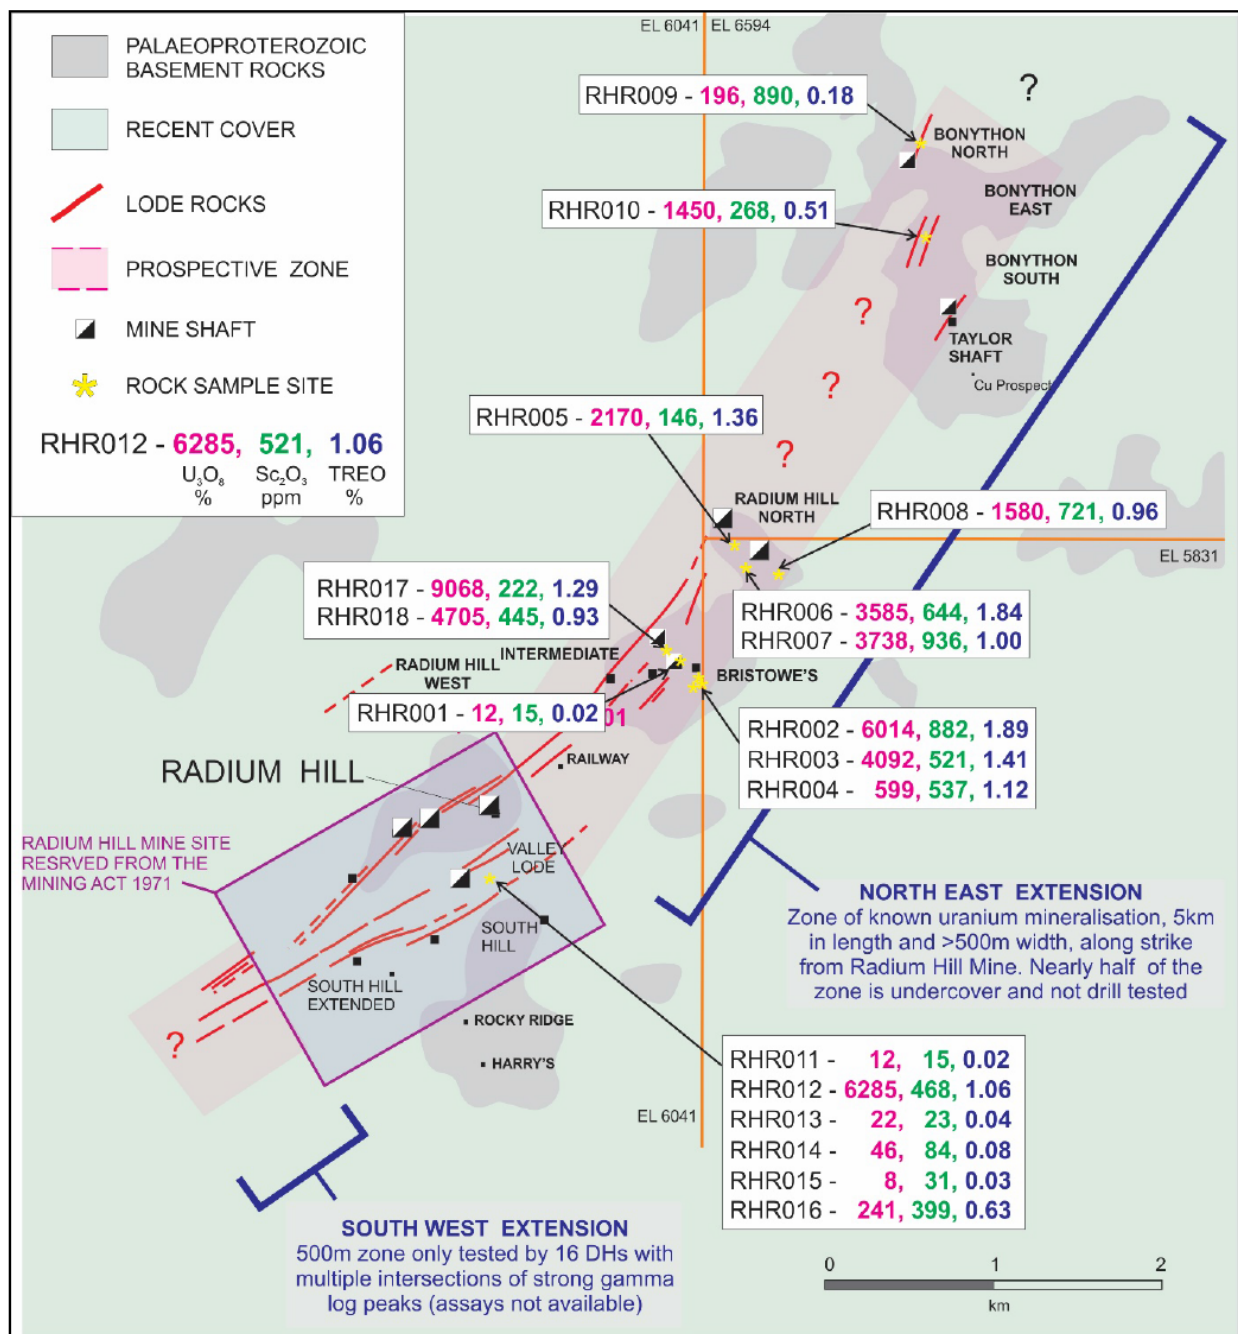 PALAEOPROTEROZOIC
BASEMENT ROCKS
RECENT COVER
LODE ROCKS
PROSPECTIVE ZONE
MINE SHAFT
ROCK SAMPLE SITE
RHR012 - 6285, 521, 1.06
U₃O₈ Sc₂O₃ TREO
% ppm %
EL 6041 EL 6594
?
RHR009 - 196, 890, 0.18
BONYTHON
NORTH
BONYTHON
EAST
RHR010 - 1450, 268, 0.51
BONYTHON
SOUTH
?
TAYLOR
SHAFT
Cu Prospect
?
RHR005 - 2170, 146, 1.36
?
RADIUM HILL
NORTH
RHR008 - 1580, 721, 0.96
EL 5831
RHR017 - 9068, 222, 1.29
RHR018 - 4705, 445, 0.93
RHR006 - 3585, 644, 1.84
RHR007 - 3738, 936, 1.00
INTERMEDIATE
RADIUM HILL
WEST
BRISTOWE'S
RHR001 - 12, 15, 0.02
01
RHR002 - 6014, 882, 1.89
RHR003 - 4092, 521, 1.41
RHR004 - 599, 537, 1.12
RAILWAY
RADIUM HILL
RADIUM HILL MINE SITE
RESRVED FROM THE
MINING ACT 1971
VALLEY
LODE
SOUTH
HILL
SOUTH HILL
EXTENDED
NORTH EAST EXTENSION
Zone of known uranium mineralisation, 5km
in length and >500m width, along strike
from Radium Hill Mine. Nearly half of the
zone is undercover and not drill tested
?
ROCKY RIDGE
HARRY'S
EL 6041
RHR011 - 12, 15, 0.02
RHR012 - 6285, 468, 1.06
RHR013 - 22, 23, 0.04
RHR014 - 46, 84, 0.08
RHR015 - 8, 31, 0.03
RHR016 - 241, 399, 0.63
SOUTH WEST EXTENSION
500m zone only tested by 16 DHs with
multiple intersections of strong gamma
log peaks (assays not available)
0 1 2
km